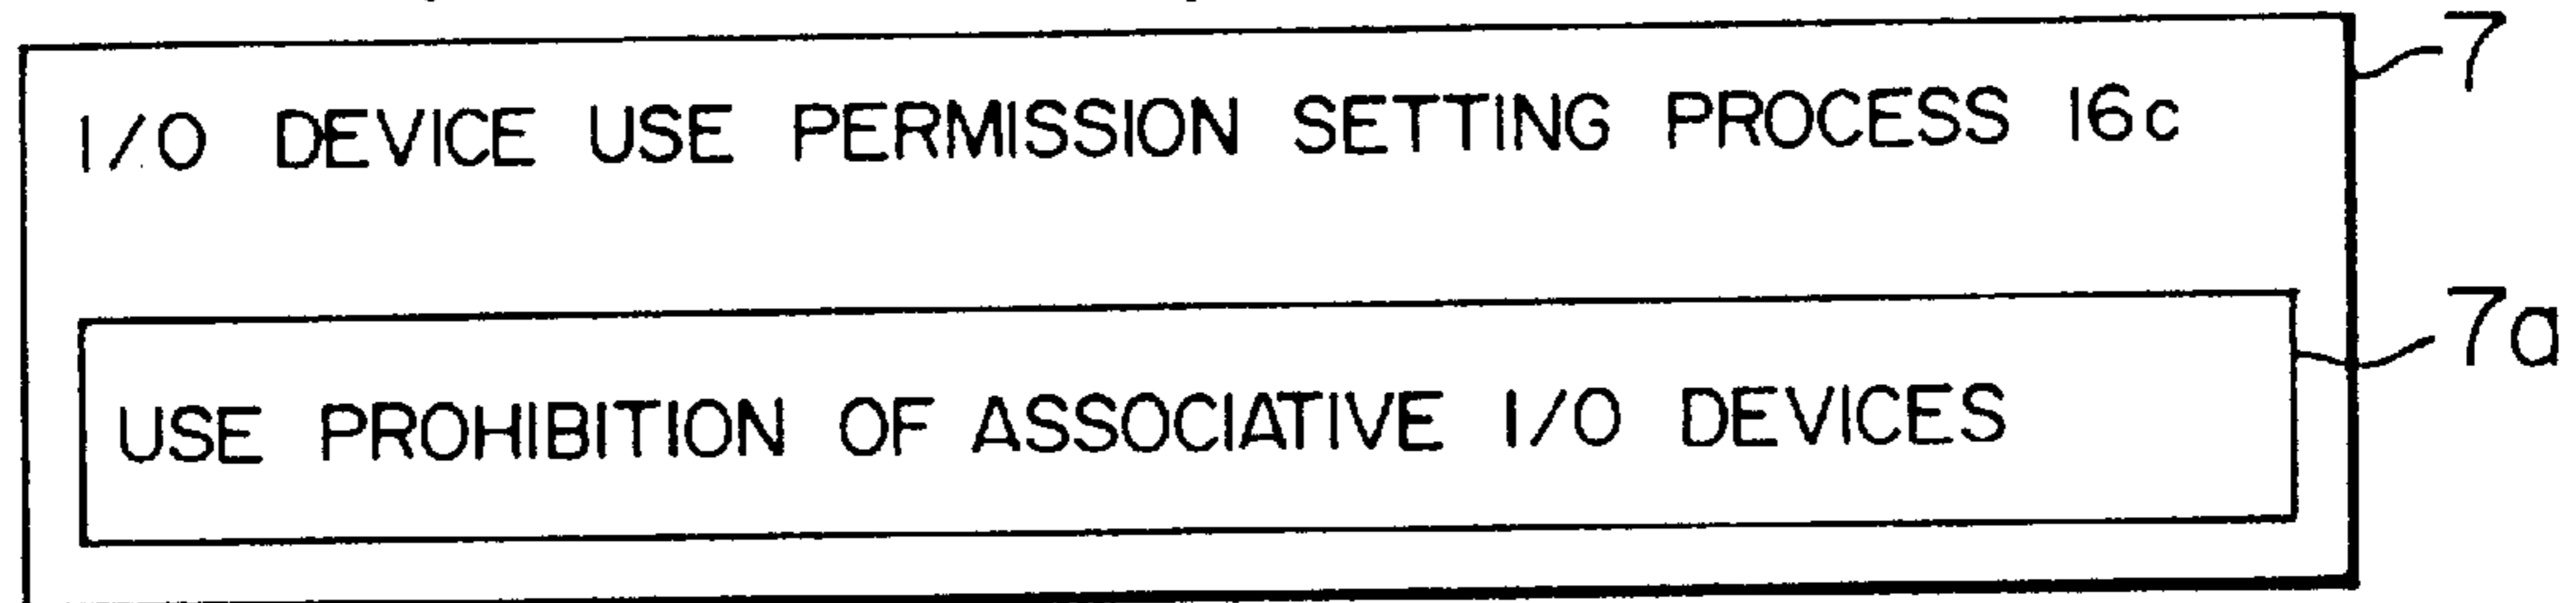 I/O DEVICE USE PERMISSION SETTING PROCESS 16c
7
USE PROHIBITION OF ASSOCIATIVE I/O DEVICES
7a